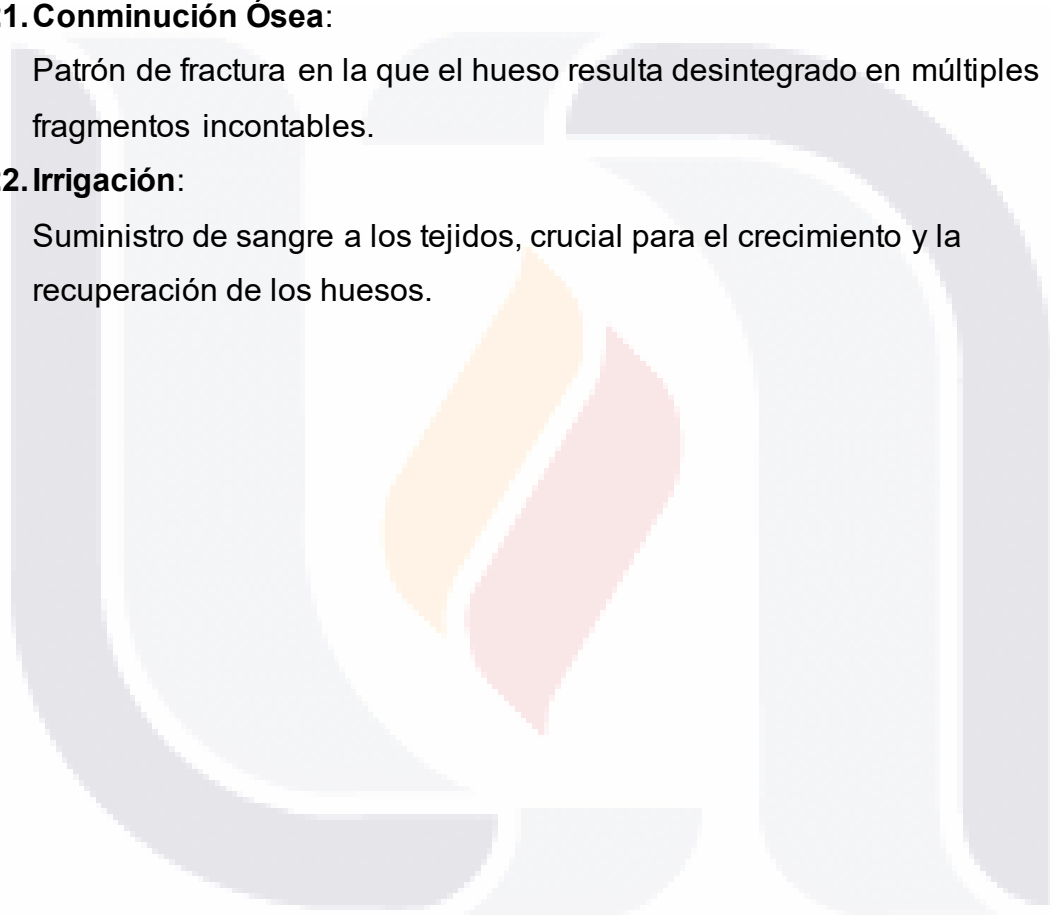 1. Conminución Ósea:
Patrón de fractura en la que el hueso resulta desintegrado en múltiples
fragmentos incontables.
2. Irrigación:
Suministro de sangre a los tejidos, crucial para el crecimiento y la
recuperación de los huesos.